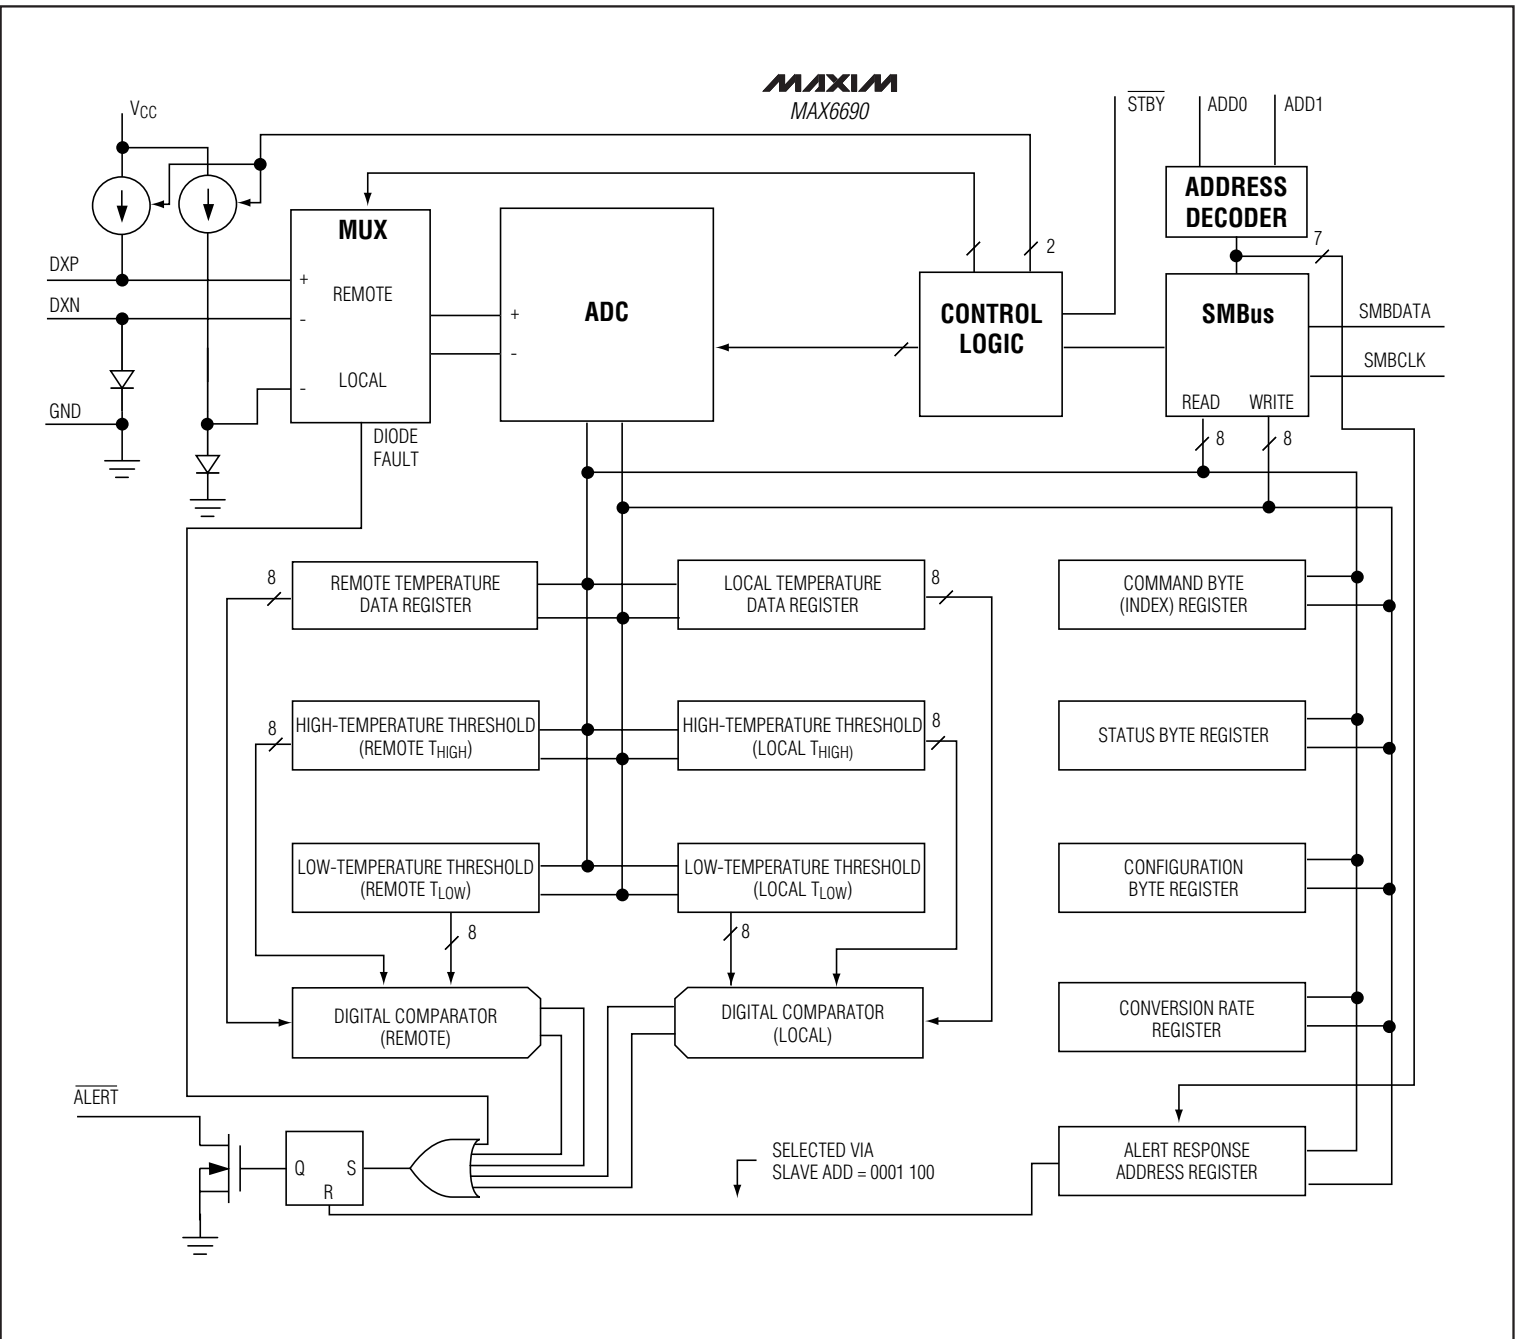 MAXIM
MAX6690
VCC
STBY
ADD0
ADD1
ADDRESS
DECODER
7
MUX
2
DXP
+
REMOTE
DXN
-
ADC
+
-
CONTROL
LOGIC
SMBus
SMBDATA
SMBCLK
LOCAL
-
READ
WRITE
GND
DIODE
FAULT
8
8
8
REMOTE TEMPERATURE
DATA REGISTER
LOCAL TEMPERATURE
DATA REGISTER
8
COMMAND BYTE
(INDEX) REGISTER
8
HIGH-TEMPERATURE THRESHOLD
(REMOTE THIGH)
HIGH-TEMPERATURE THRESHOLD
(LOCAL THIGH)
8
STATUS BYTE REGISTER
LOW-TEMPERATURE THRESHOLD
(REMOTE TLOW)
LOW-TEMPERATURE THRESHOLD
(LOCAL TLOW)
CONFIGURATION
BYTE REGISTER
8
8
DIGITAL COMPARATOR
(REMOTE)
DIGITAL COMPARATOR
(LOCAL)
CONVERSION RATE
REGISTER
ALERT
Q
S
R
SELECTED VIA
SLAVE ADD = 0001 100
ALERT RESPONSE
ADDRESS REGISTER